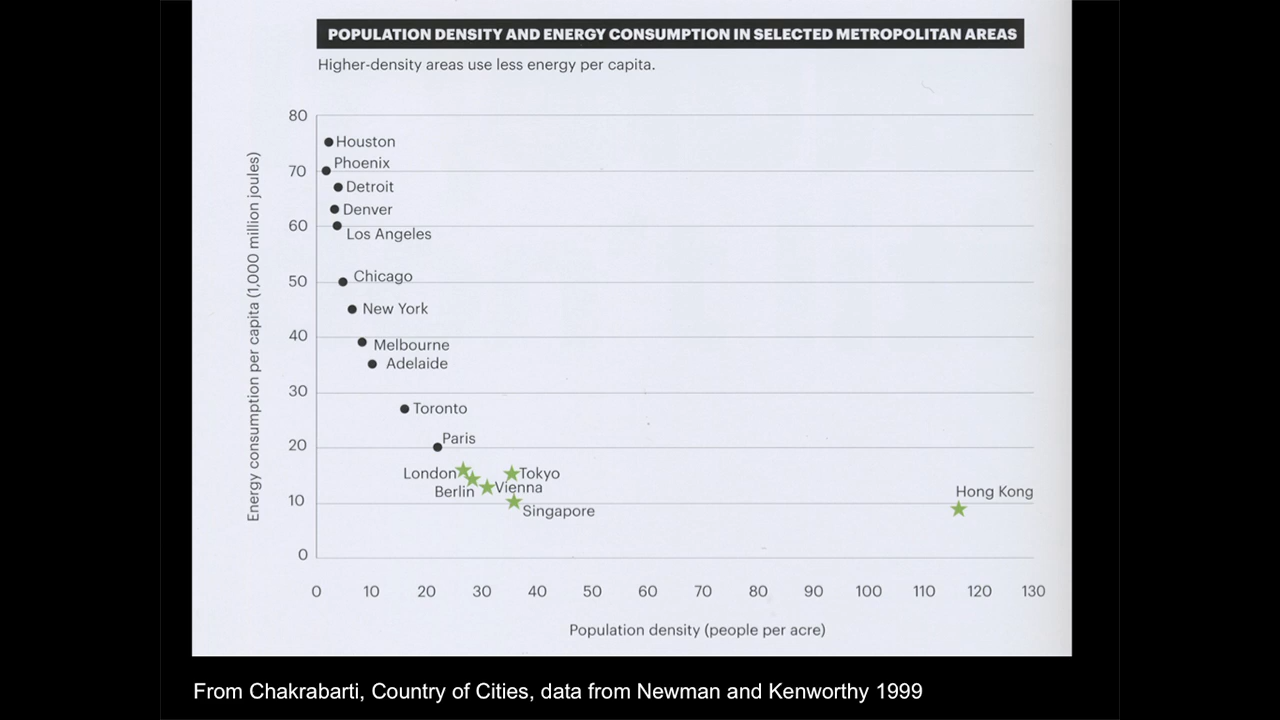 POPULATION DENSITY AND ENERGY CONSUMPTION IN SELECTED METROPOLITAN AREAS
Higher-density areas use less energy per capita.
Energy consumption per capita (1,000 million joules)
80
70
60
50
40
30
20
10
0
Houston
Phoenix
Detroit
Denver
Los Angeles
Chicago
New York
Melbourne
Adelaide
Toronto
Paris
London
Tokyo
Berlin
Vienna
Singapore
Hong Kong
0 10 20 30 40 50 60 70 80 90 100 110 120 130
Population density (people per acre)
From Chakrabarti, Country of Cities, data from Newman and Kenworthy 1999